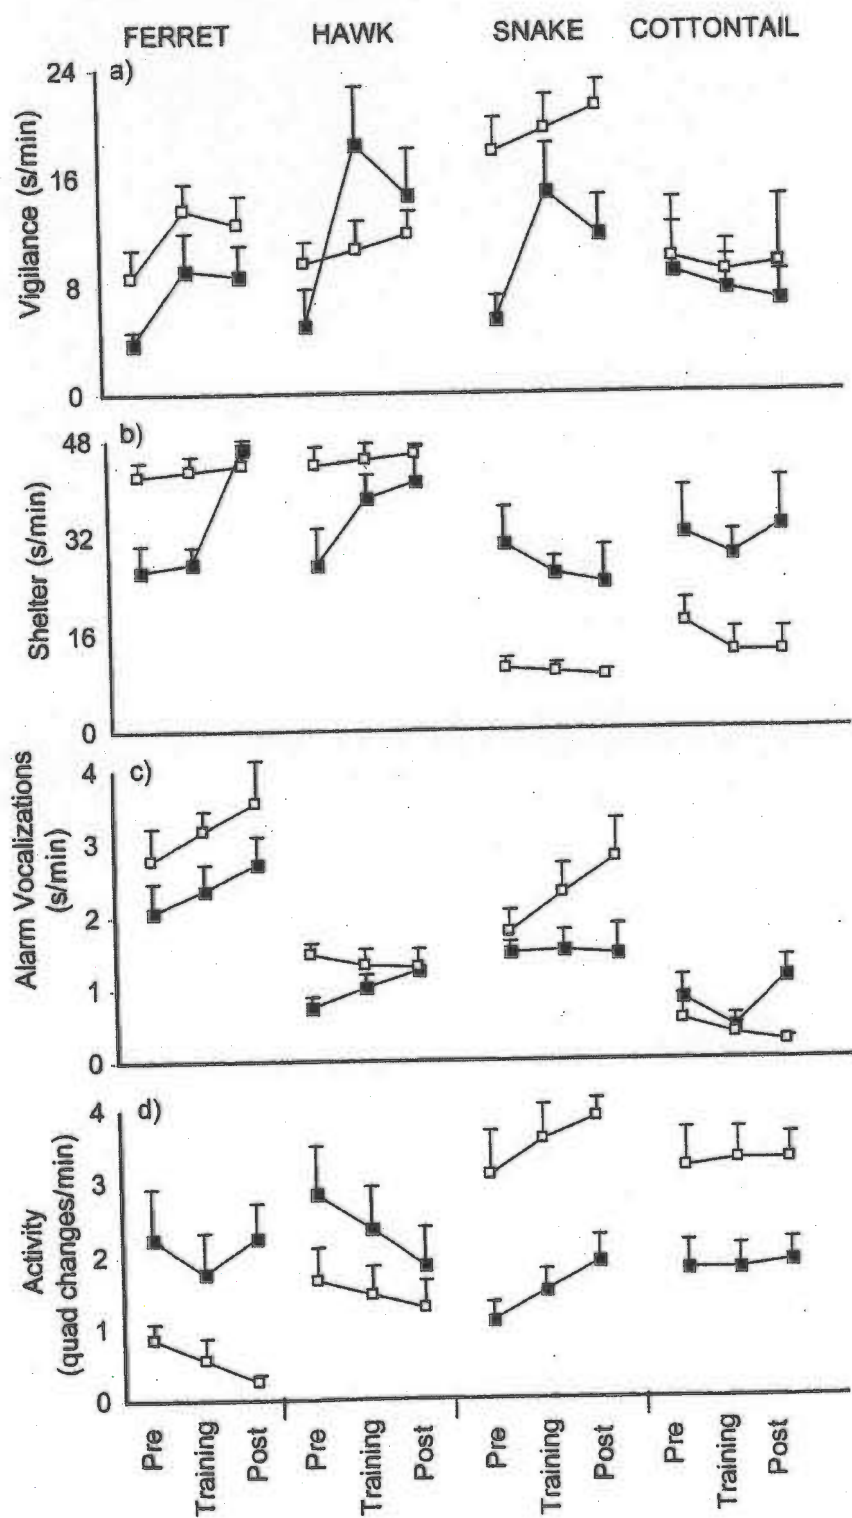 FERRET HAWK SNAKE COTTONTAIL
a)
Vigilance (s/min)
24
16
8
0
b)
Shelter (s/min)
48
32
16
0
c)
Alarm Vocalizations
(s/min)
4
3
2
1
0
d)
Activity
(quad changes/min)
4
3
2
1
0
Pre Training Post Pre Training Post Pre Training Post Pre Training Post